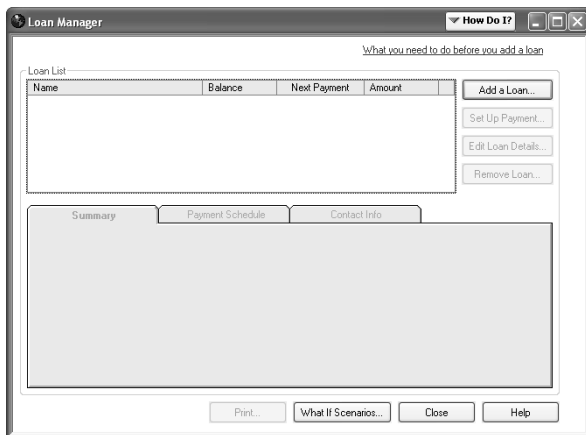 Loan Manager
How Do I?
What you need to do before you add a loan
Loan List
Name Balance Next Payment Amount
Add a Loan...
Set Up Payment...
Edit Loan Details...
Remove Loan...
Summary Payment Schedule Contact Info
Print... What If Scenarios... Close Help